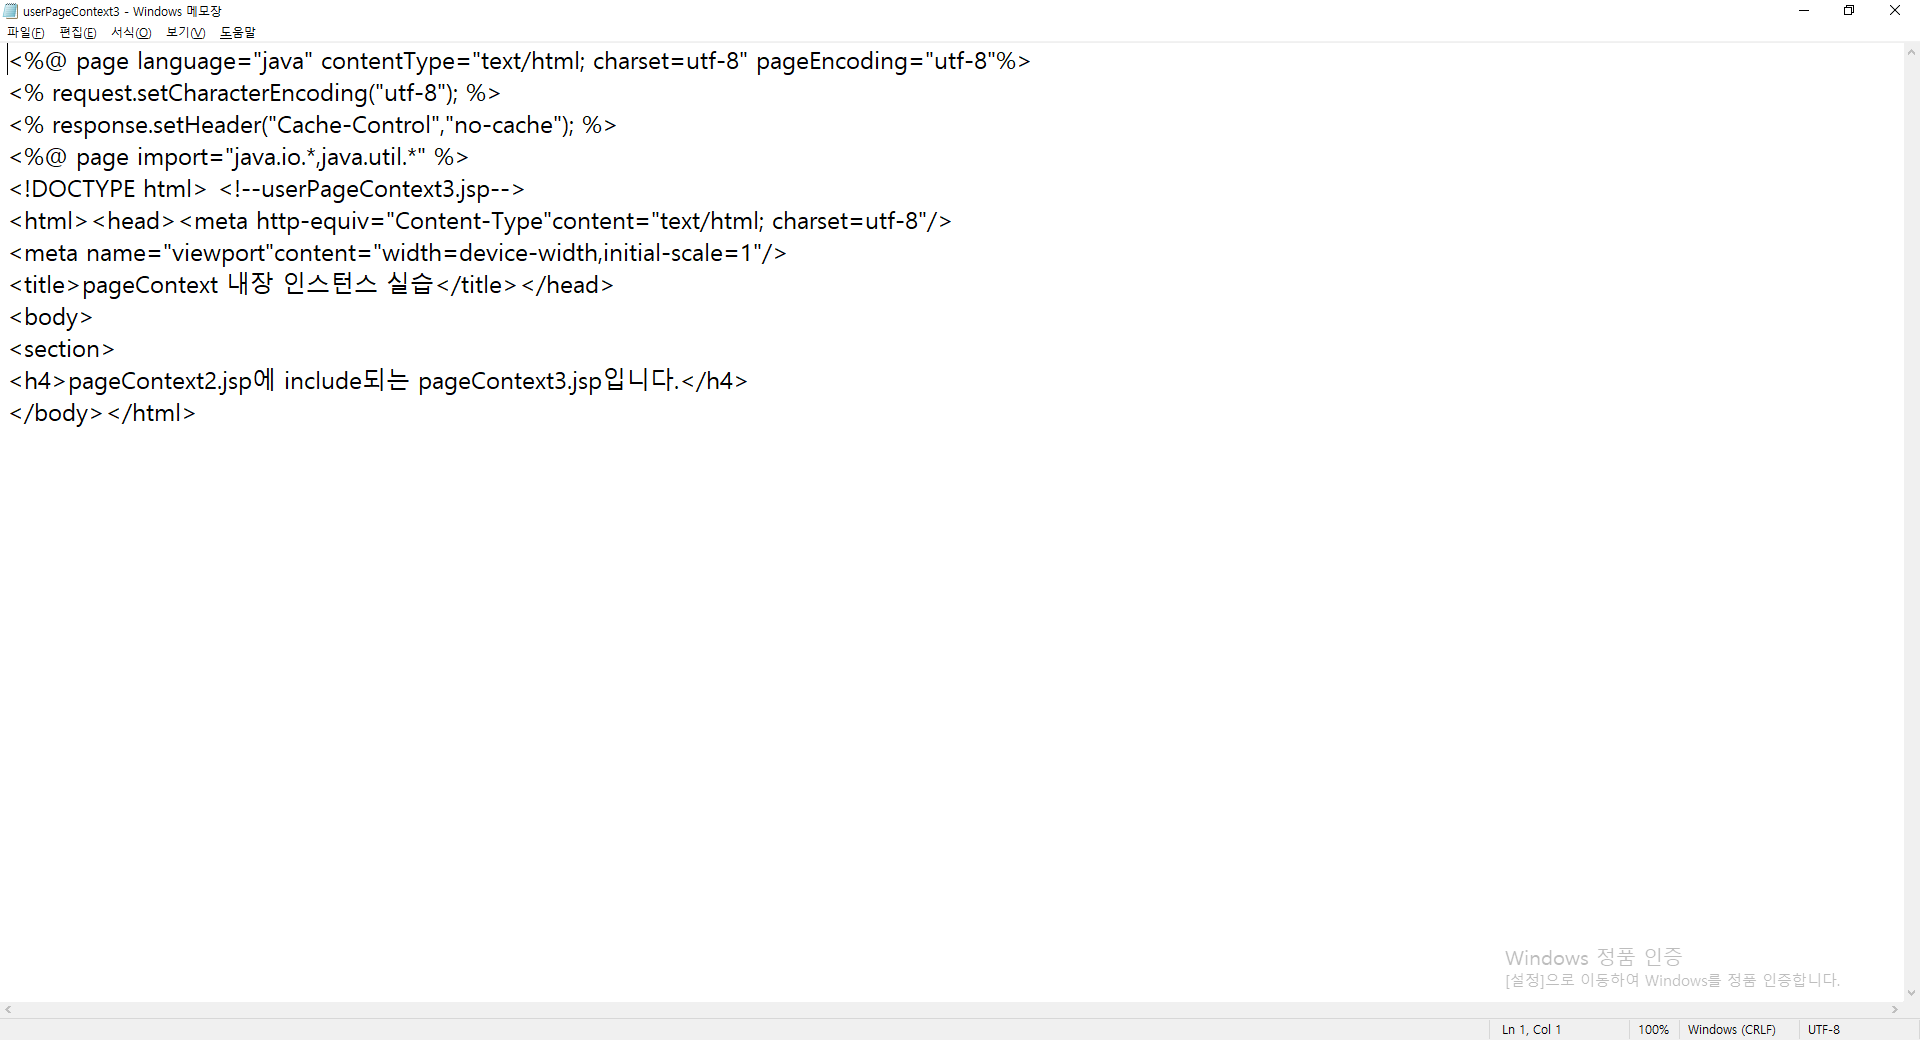 userPageContext3 - Windows 메모장
파일(F) 편집(E) 서식(O) 보기(V) 도움말
<%@ page language="java" contentType="text/html; charset=utf-8" pageEncoding="utf-8"%>
<% request.setCharacterEncoding("utf-8"); %>
<% response.setHeader("Cache-Control","no-cache"); %>
<%@ page import="java.io.*,java.util.*" %>
<!DOCTYPE html> <!--userPageContext3.jsp-->
<html><head><meta http-equiv="Content-Type"content="text/html; charset=utf-8"/>
<meta name="viewport"content="width=device-width,initial-scale=1"/>
<title>pageContext 내장 인스턴스 실습</title></head>
<body>
<section>
<h4>pageContext2.jsp에 include되는 pageContext3.jsp입니다.</h4>
</body></html>
Windows 정품 인증
[설정]으로 이동하여 Windows를 정품 인증합니다.
Ln 1, Col 1 100% Windows (CRLF) UTF-8